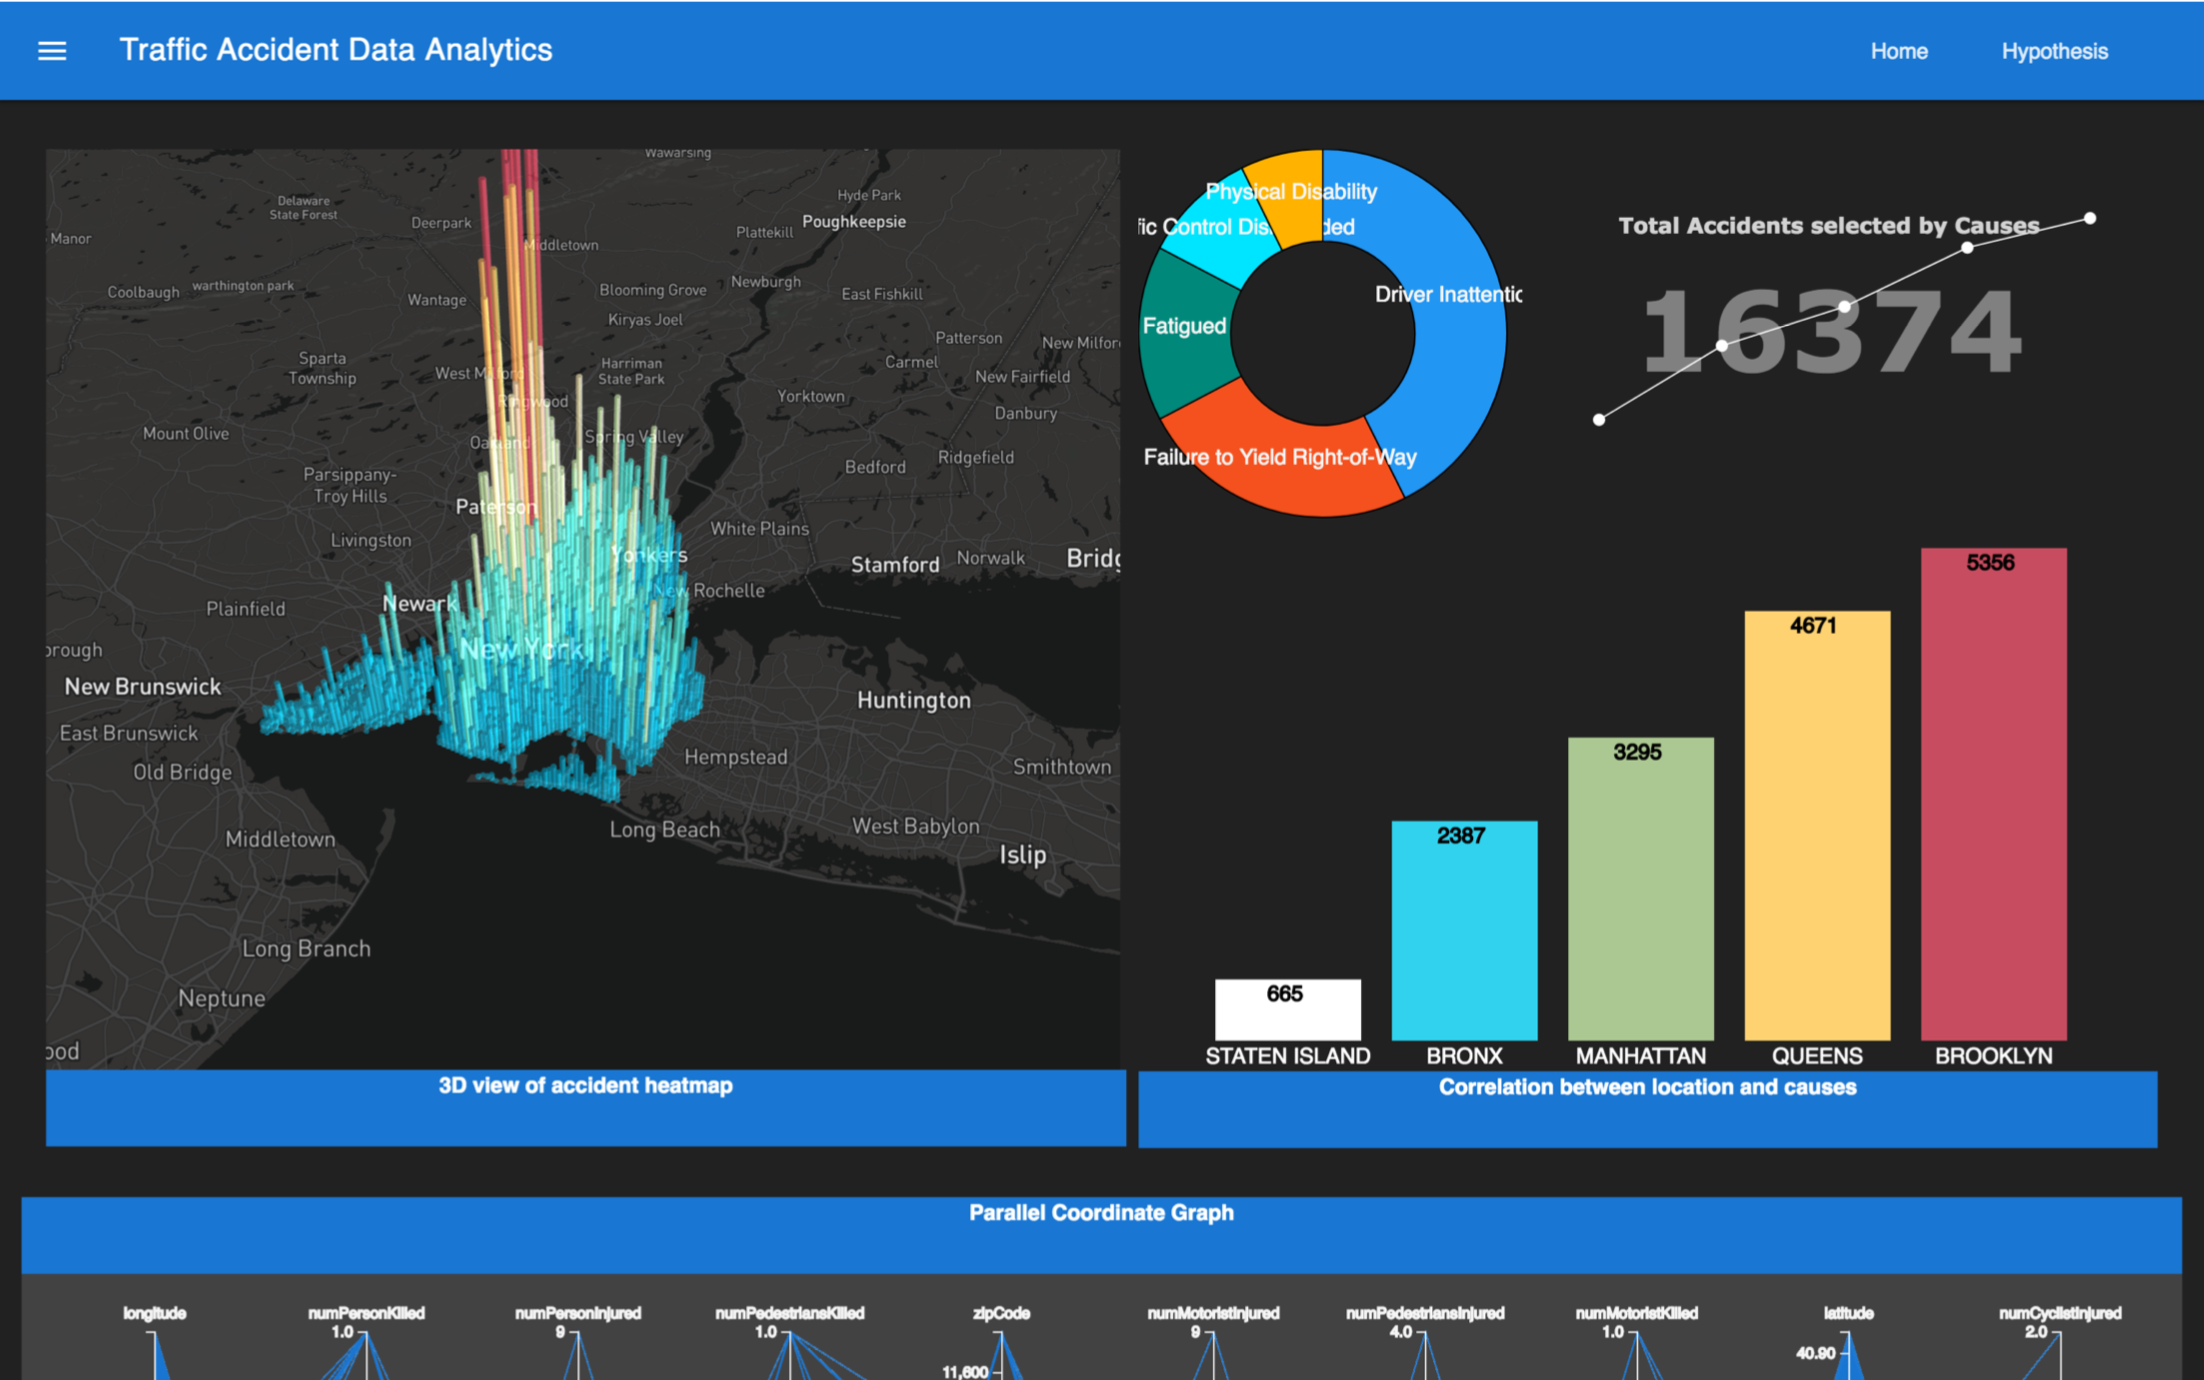 Traffic Accident Data Analytics
Home
Hypothesis
Wawarsing
Delaware
State Forest
Hyde Park
Deerpark
Poughkeepsie
Manor
Plattekill
Middletown
Coolbaugh
warthington park
Newburgh
Blooming Grove
East Fishkill
Wantage
Kiryas Joel
Patterson
New Milfor
Sparta
Township
Harriman
State Park
Carmel
West Milford
New Fairfield
Ringwood
Yorktown
Danbury
Mount Olive
Oakland
Spring Valley
Ridgefield
Bedford
Parsippany-
Troy Hills
Paterson
White Plains
Livingston
Yonkers
Stamford
Norwalk
Bridg
New Rochelle
Newark
Plainfield
New York
orough
New Brunswick
Huntington
East Brunswick
Hempstead
Old Bridge
Smithtown
Middletown
Long Beach
West Babylon
Islip
Long Branch
Neptune
ood
3D view of accident heatmap
Physical Disability
fic Control Dis ded
Driver Inattentic
Fatigued
Failure to Yield Right-of-Way
Total Accidents selected by Causes
16374
665
2387
3295
4671
5356
STATEN ISLAND
BRONX
MANHATTAN
QUEENS
BROOKLYN
Correlation between location and causes
Parallel Coordinate Graph
longitude
numPersonKilled
numPersonInjured
numPedestriansKilled
zipCode
numMotoristInjured
numPedestriansInjured
numMotoristKilled
latitude
numCyclistInjured
1.0
9
1.0
9
4.0
1.0
2.0
40.90
11,600